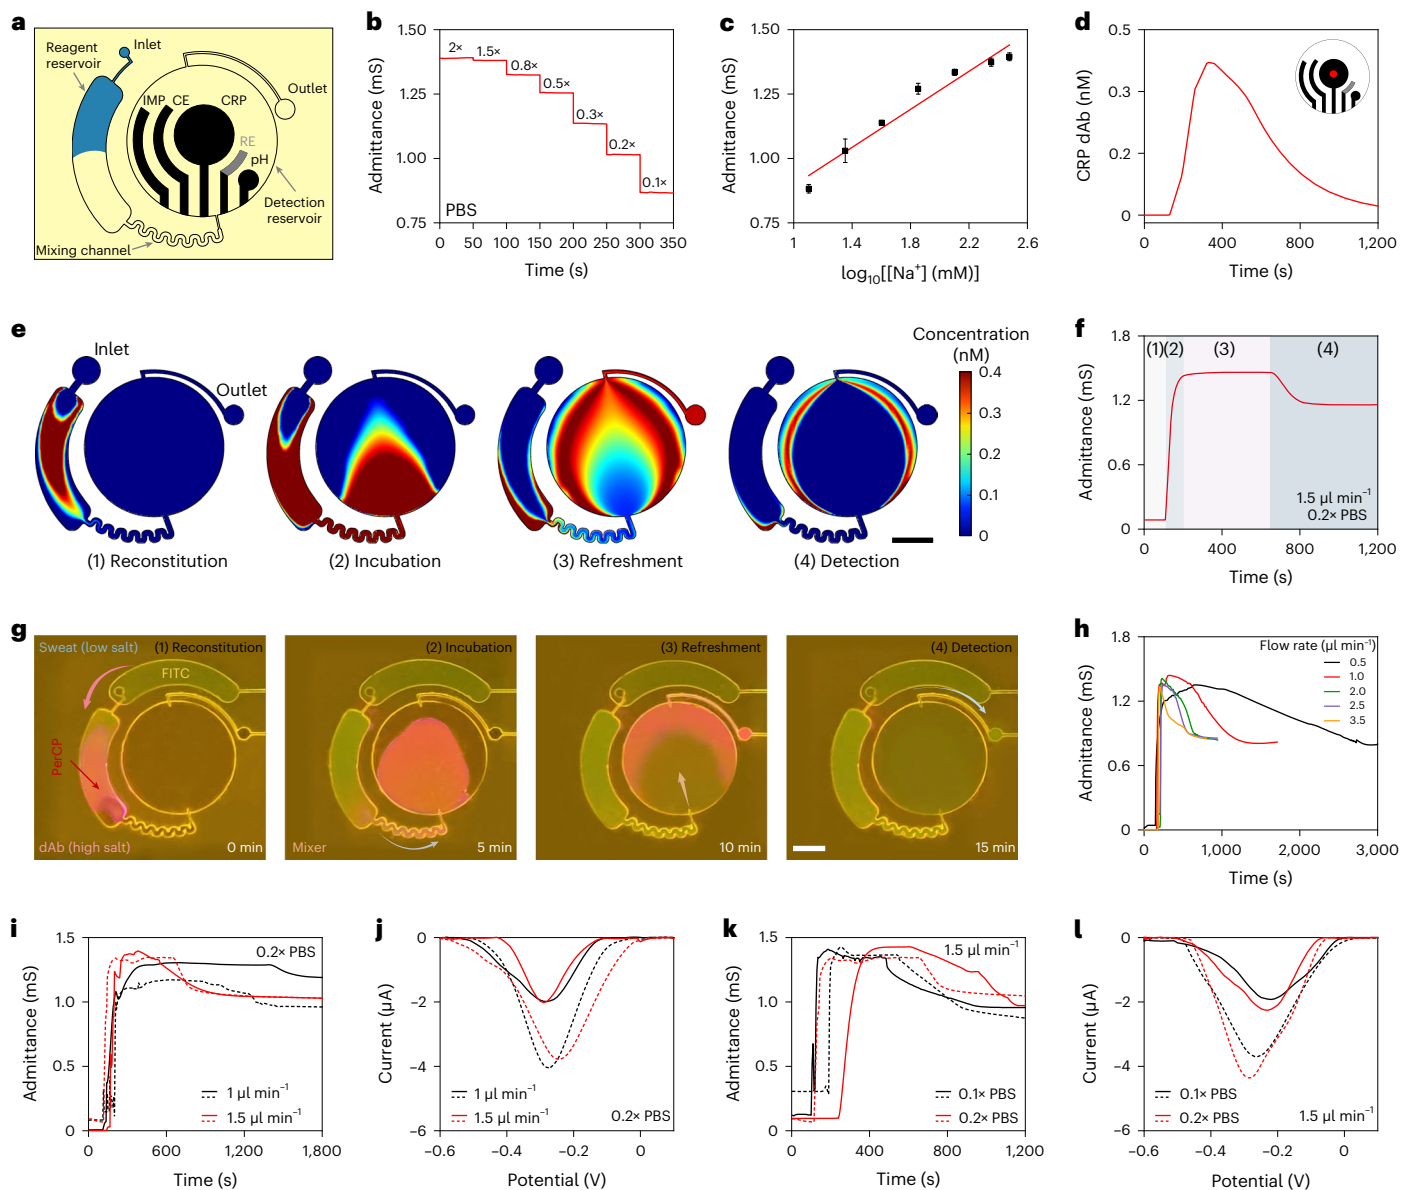 a
Reagent
reservoir
Inlet
IMP CE CRP
Outlet
RE
pH
Detection
reservoir
Mixing channel
b
Admittance (mS)
1.50
1.25
1.00
0.75
2×
1.5×
0.8×
0.5×
0.3×
0.2×
0.1×
PBS
0 50 100 150 200 250 300 350
Time (s)
c
Admittance (mS)
1.50
1.25
1.00
0.75
1 1.4 1.8 2.2 2.6
log10[[Na+] (mM)]
d
CRP dAb (nM)
0.5
0.3
0.2
0
0 400 800 1,200
Time (s)
e
Inlet
Outlet
(1) Reconstitution
(2) Incubation
(3) Refreshment
(4) Detection
Concentration
(nM)
0.4
0.3
0.2
0.1
0
f
Admittance (mS)
1.8
1.2
0.6
0
(1)(2) (3) (4)
1.5 µl min−1
0.2× PBS
0 400 800 1,200
Time (s)
g
Sweat (low salt)
(1) Reconstitution
FITC
PerCP
dAb (high salt)
0 min
(2) Incubation
Mixer
5 min
(3) Refreshment
10 min
(4) Detection
15 min
h
Admittance (mS)
1.8
1.2
0.6
0
Flow rate (µl min−1)
0.5
1.0
2.0
2.5
3.5
0 1,000 2,000 3,000
Time (s)
i
Admittance (mS)
1.5
1.0
0.5
0
0.2× PBS
1 µl min−1
1.5 µl min−1
0 600 1,200 1,800
Time (s)
j
Current (µA)
0
−2
−4
−6
1 µl min−1
1.5 µl min−1
0.2× PBS
−0.6 −0.4 −0.2 0
Potential (V)
k
Admittance (mS)
1.5
1.0
0.5
0
1.5 µl min−1
0.1× PBS
0.2× PBS
0 400 800 1,200
Time (s)
l
Current (µA)
0
−2
−4
−6
0.1× PBS
0.2× PBS
1.5 µl min−1
−0.6 −0.4 −0.2 0
Potential (V)